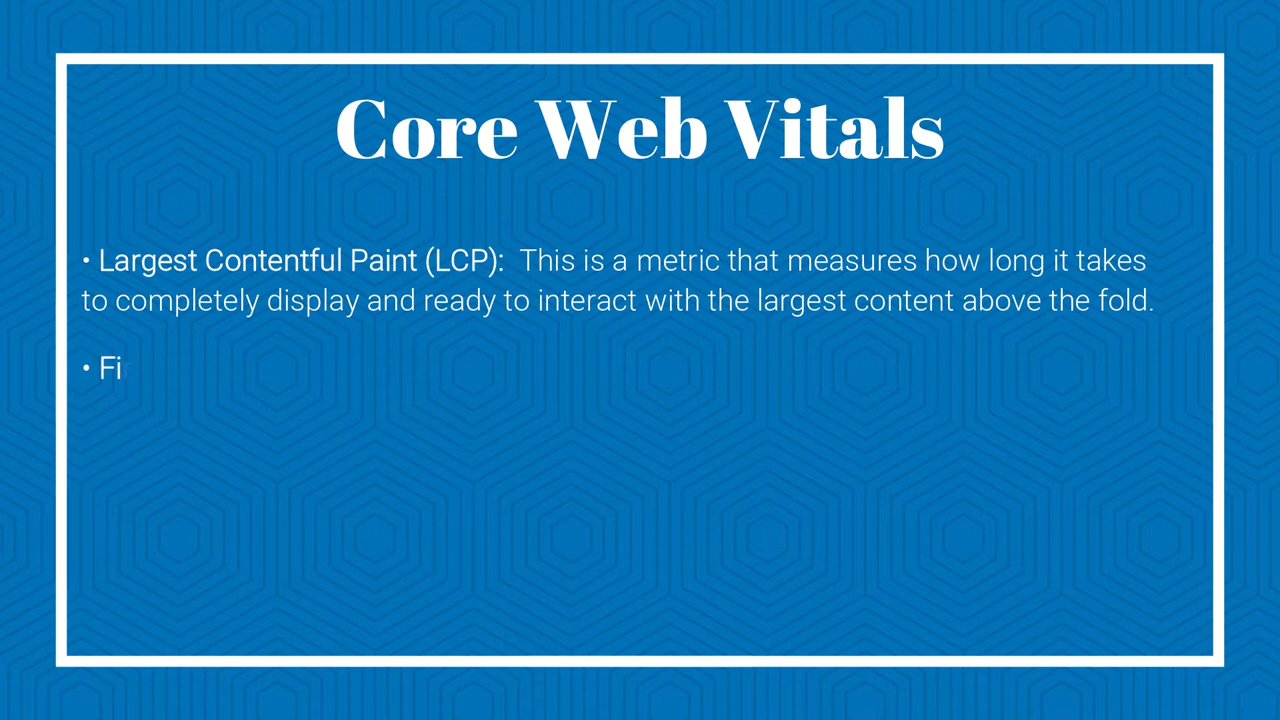 Core Web Vitals
• Largest Contentful Paint (LCP): This is a metric that measures how long it takes
to completely display and ready to interact with the largest content above the fold.
• Fi